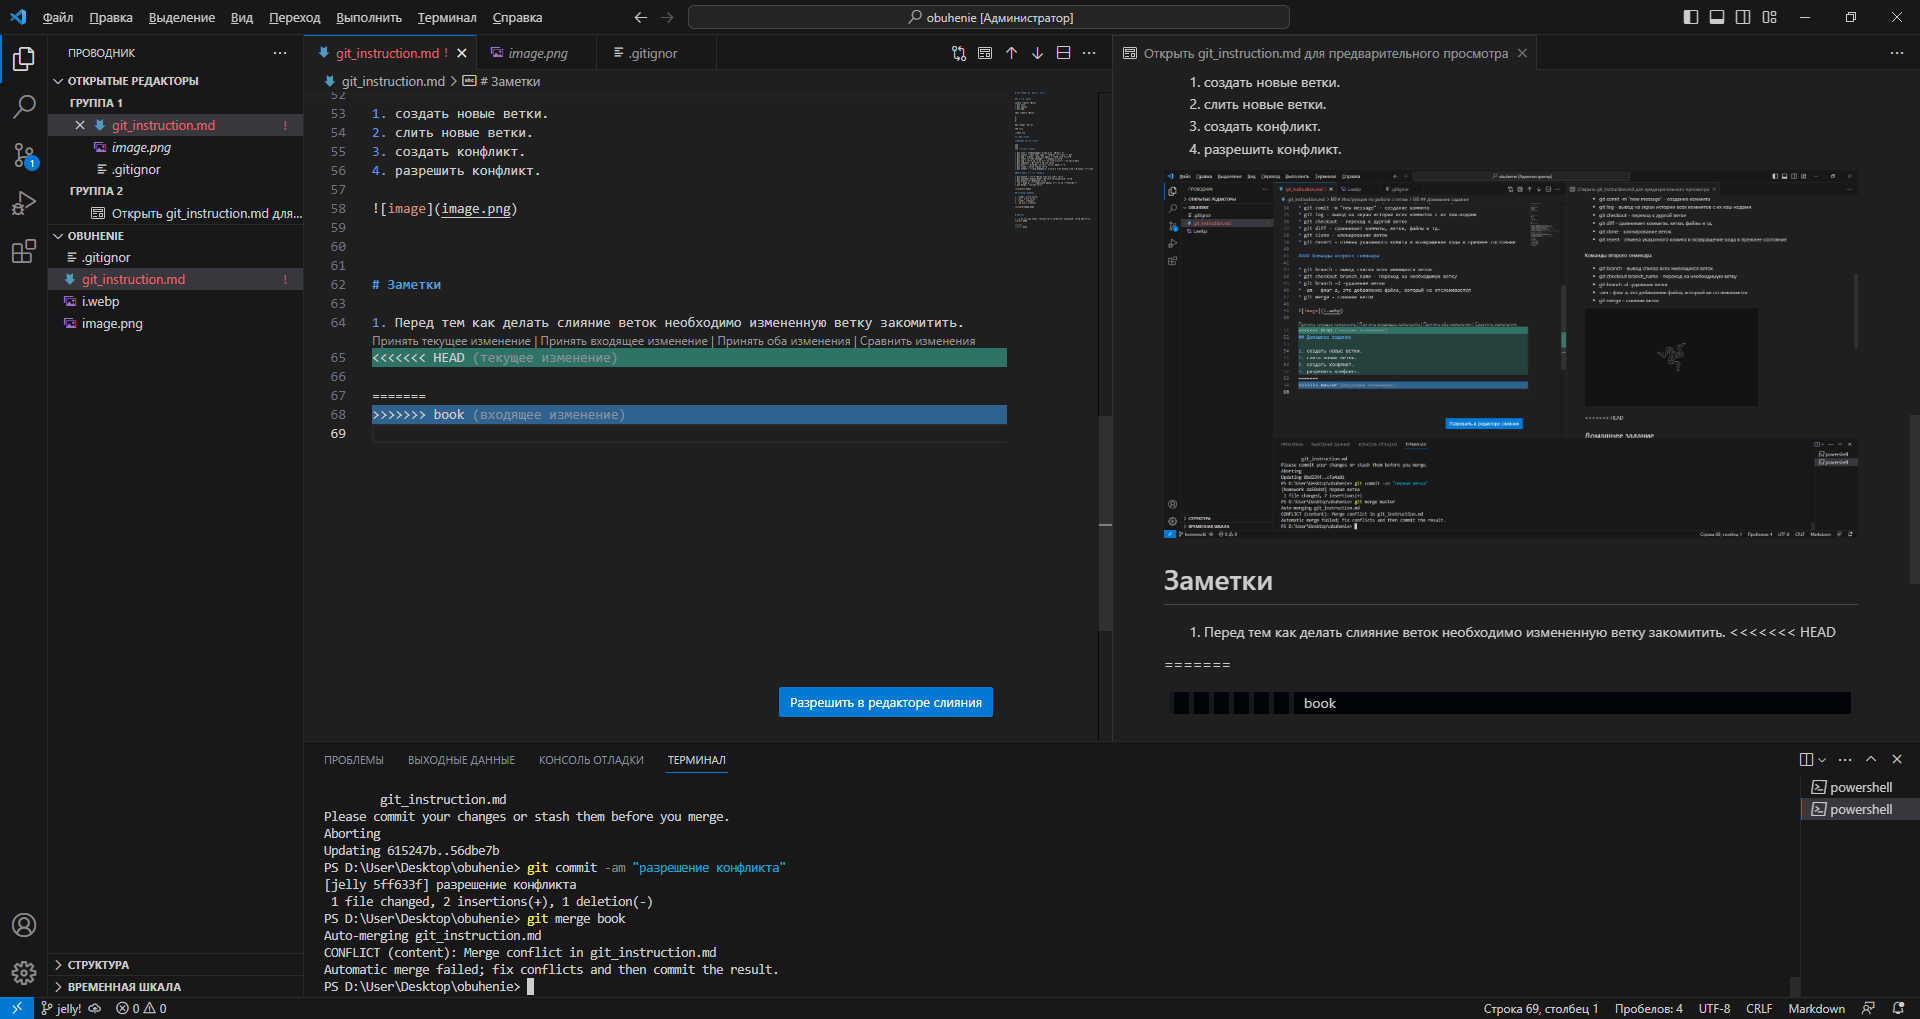 Файл Правка Выделение Вид Переход Выполнить Терминал Справка
obuhenie [Администратор]
ПРОВОДНИК
ОТКРЫТЫЕ РЕДАКТОРЫ
ГРУППА 1
git_instruction.md !
image.png
.gitignor
ГРУППА 2
Открыть git_instruction.md для...
OBUHENIE
.gitignor
git_instruction.md !
i.webp
image.png
СТРУКТУРА
ВРЕМЕННАЯ ШКАЛА
1
git_instruction.md ! image.png .gitignor
git_instruction.md > # Заметки
52
53 1. создать новые ветки.
54 2. слить новые ветки.
55 3. создать конфликт.
56 4. разрешить конфликт.
57
58 ![image](image.png)
59
60
61
62 # Заметки
63
64 1. Перед тем как делать слияние веток необходимо измененную ветку закомитить.
Принять текущее изменение | Принять входящее изменение | Принять оба изменения | Сравнить изменения
65 <<<<<<< HEAD (текущее изменение)
66
67 =======
68 >>>>>>> book (входящее изменение)
69
Разрешить в редакторе слияния
Открыть git_instruction.md для предварительного просмотра
1. создать новые ветки.
2. слить новые ветки.
3. создать конфликт.
4. разрешить конфликт.
Заметки
1. Перед тем как делать слияние веток необходимо измененную ветку закомитить. <<<<<<< HEAD
=======
book
ПРОБЛЕМЫ ВЫХОДНЫЕ ДАННЫЕ КОНСОЛЬ ОТЛАДКИ ТЕРМИНАЛ
git_instruction.md
Please commit your changes or stash them before you merge.
Aborting
Updating 615247b..56dbe7b
PS D:\User\Desktop\obuhenie> git commit -am "разрешение конфликта"
[jelly 5ff633f] разрешение конфликта
1 file changed, 2 insertions(+), 1 deletion(-)
PS D:\User\Desktop\obuhenie> git merge book
Auto-merging git_instruction.md
CONFLICT (content): Merge conflict in git_instruction.md
Automatic merge failed; fix conflicts and then commit the result.
PS D:\User\Desktop\obuhenie>
powershell
powershell
jelly! 0 0
Строка 69, столбец 1 Пробелов: 4 UTF-8 CRLF Markdown